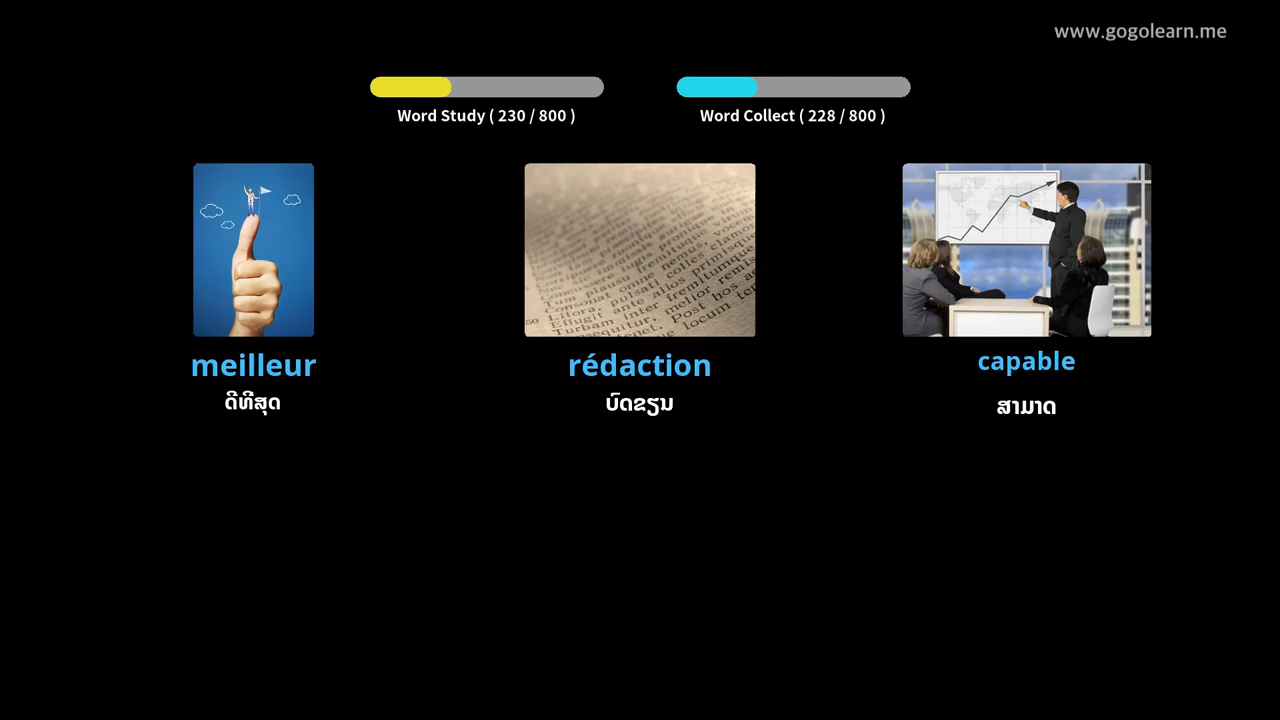 www.gogolearn.me
Word Study ( 230 / 800 )
Word Collect ( 228 / 800 )
meilleur
ດີທີ່ສຸດ
rédaction
ບົດຂຽນ
capable
ສາມາດ